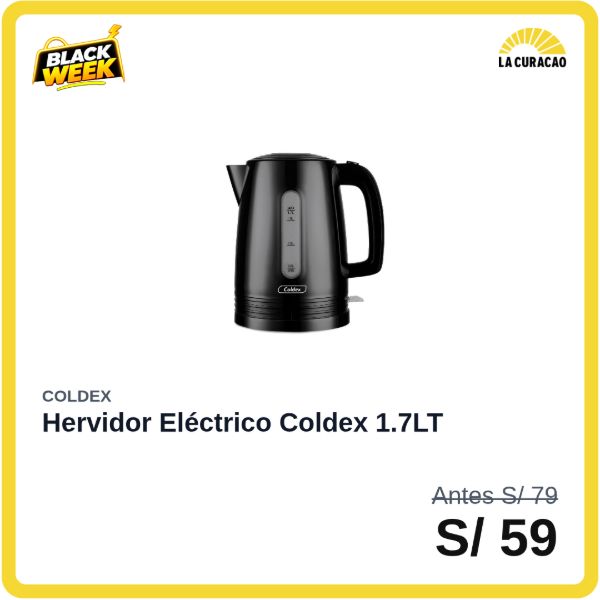 BLACK
WEEK
LA CURACAO
Coldex
COLDEX
Hervidor Eléctrico Coldex 1.7LT
Antes S/ 79
S/ 59